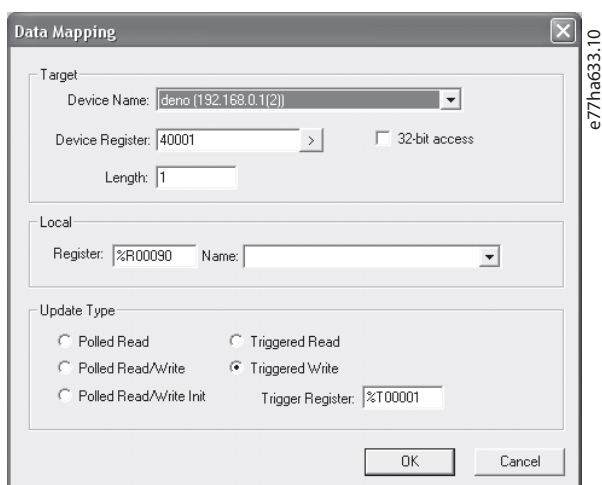 Data Mapping
Target
Device Name: deno (192.168.0.1(2))
Device Register: 40001 > 32-bit access
Length: 1
Local
Register: %R00090 Name:
Update Type
Polled Read Triggered Read
Polled Read/Write Triggered Write
Polled Read/Write Init Trigger Register: %T00001
OK Cancel
e77ha633.10